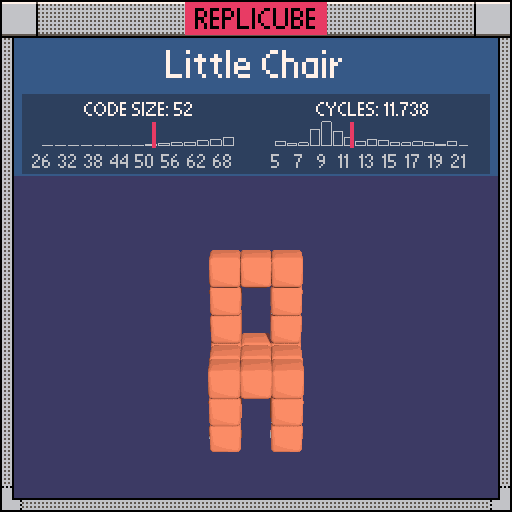 REPLICUBE
Little Chair
CODE SIZE: 52 CYCLES: 11.738
26 32 38 44 50 56 62 68 5 7 9 11 13 15 17 19 21